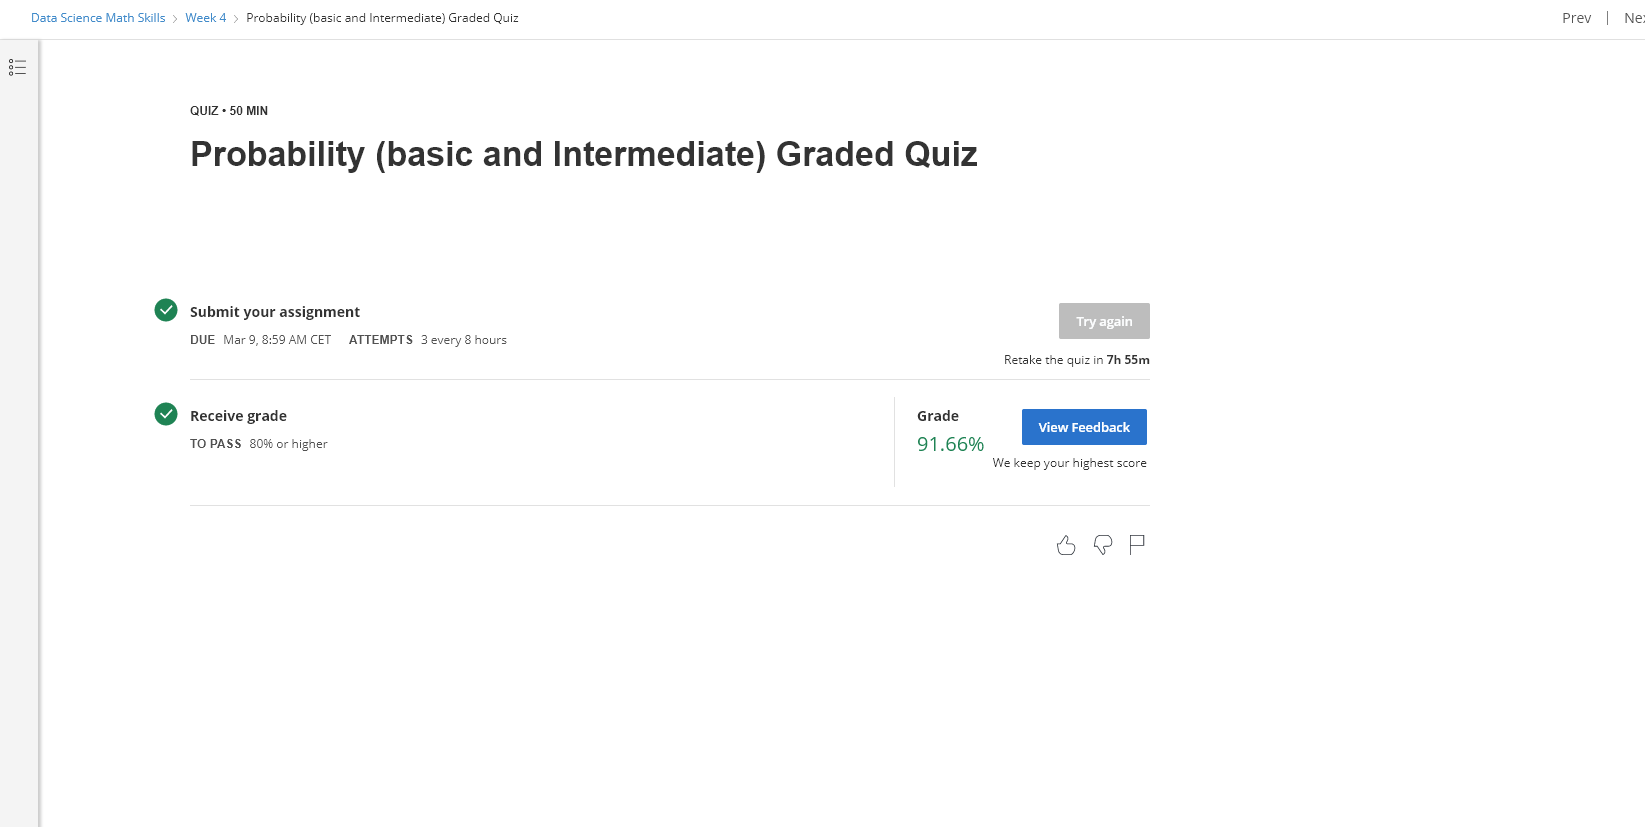 Data Science Math Skills > Week 4 > Probability (basic and Intermediate) Graded Quiz
Prev | Nex
QUIZ • 50 MIN
Probability (basic and Intermediate) Graded Quiz
Submit your assignment
DUE Mar 9, 8:59 AM CET ATTEMPTS 3 every 8 hours
Try again
Retake the quiz in 7h 55m
Receive grade
TO PASS 80% or higher
Grade
91.66%
View Feedback
We keep your highest score